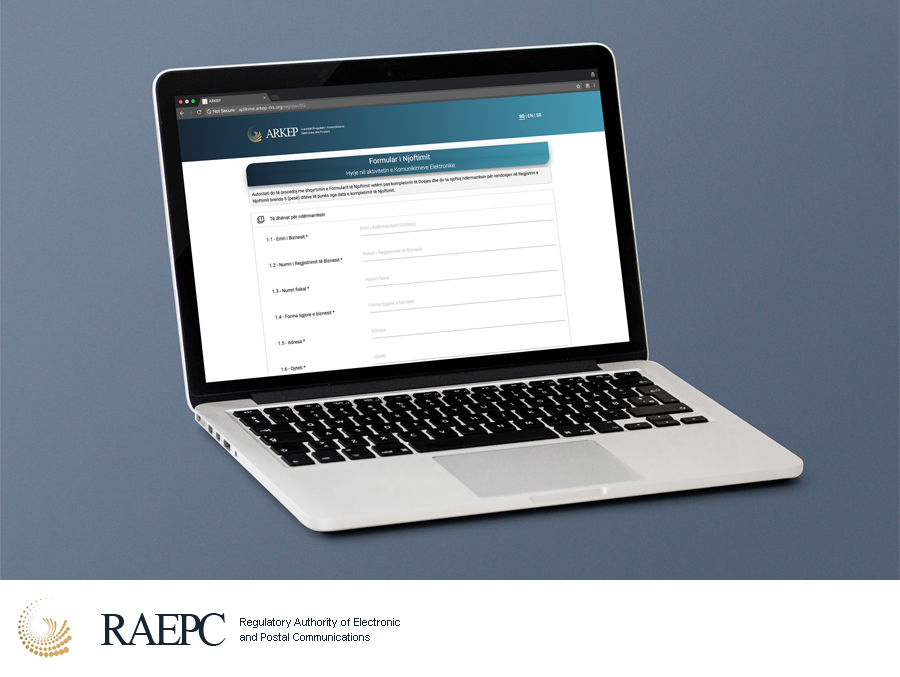 ARKEP
Not Secure | aplikime.arkep-rks.org/register/92
ARKEP
Autoriteti Rregullator i Komunikimeve
Elektronike dhe Postare
SQ | EN | SR
Formular i Njoftimit
Hyrje në aktivitetin e Komunikimeve Elektronike
Autoriteti do të procedoj me shqyrtimin e Formularit të Njoftimit vetëm pas kompletimit të Dosjes dhe do ta njoftoj ndërmarrësin për vendosjen në Regjistrin e
Njoftimit brenda 5 (pesë) ditëve të punës nga data e kompletimit të Njoftimit.
Të dhënat për ndërmarrësin
1.1 - Emri i Biznesit *
Emri i Ndërmarrësit (Entiteti)
1.2 - Numri i Regjistrimit të Biznesit *
Numri i Regjistrimit të Biznesit
1.3 - Numri fiskal *
Numri fiskal
1.4 - Forma ligjore e biznesit *
Forma ligjore e biznesit
1.5 - Adresa *
Adresa
1.6 - Qyteti *
Qyteti
RAEPC
Regulatory Authority of Electronic
and Postal Communications